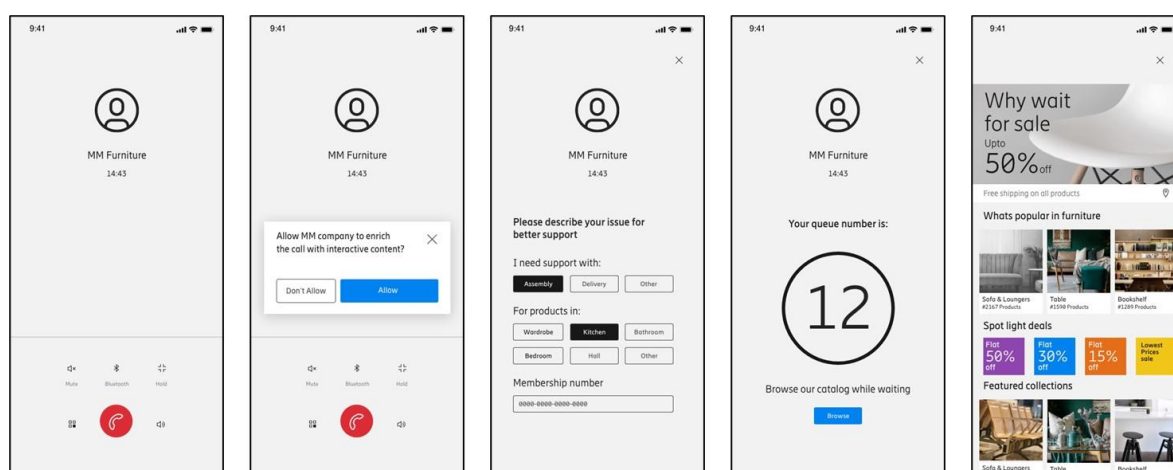 9:41
MM Furniture
14:43
Mute
Bluetooth
Hold
9:41
MM Furniture
14:43
Allow MM company to enrich
the call with interactive content?
Don't Allow
Allow
Mute
Bluetooth
Hold
9:41
MM Furniture
14:43
Please describe your issue for
better support
I need support with:
Assembly
Delivery
Other
For products in:
Wardrobe
Kitchen
Bathroom
Bedroom
Hall
Other
Membership number
0000-0000-0000-0000
9:41
MM Furniture
14:43
Your queue number is:
12
Browse our catalog while waiting
Browse
9:41
Why wait
for sale
Upto
50% off
Free shipping on all products
Whats popular in furniture
Sofa & Loungers
#2167 Products
Table
#1590 Products
Bookshelf
#1289 Products
Spot light deals
Flat
50%
off
Flat
30%
off
Flat
15%
off
Lowest
Prices
sale
Featured collections
Sofa & Loungers
Table
Bookshelf